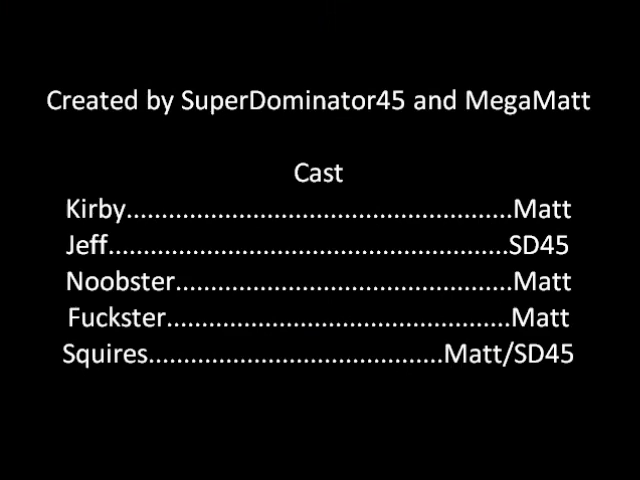 Created by SuperDominator45 and MegaMatt
Cast
Kirby.......................................................Matt
Jeff.........................................................SD45
Noobster................................................Matt
Fuckster.................................................Matt
Squires..........................................Matt/SD45